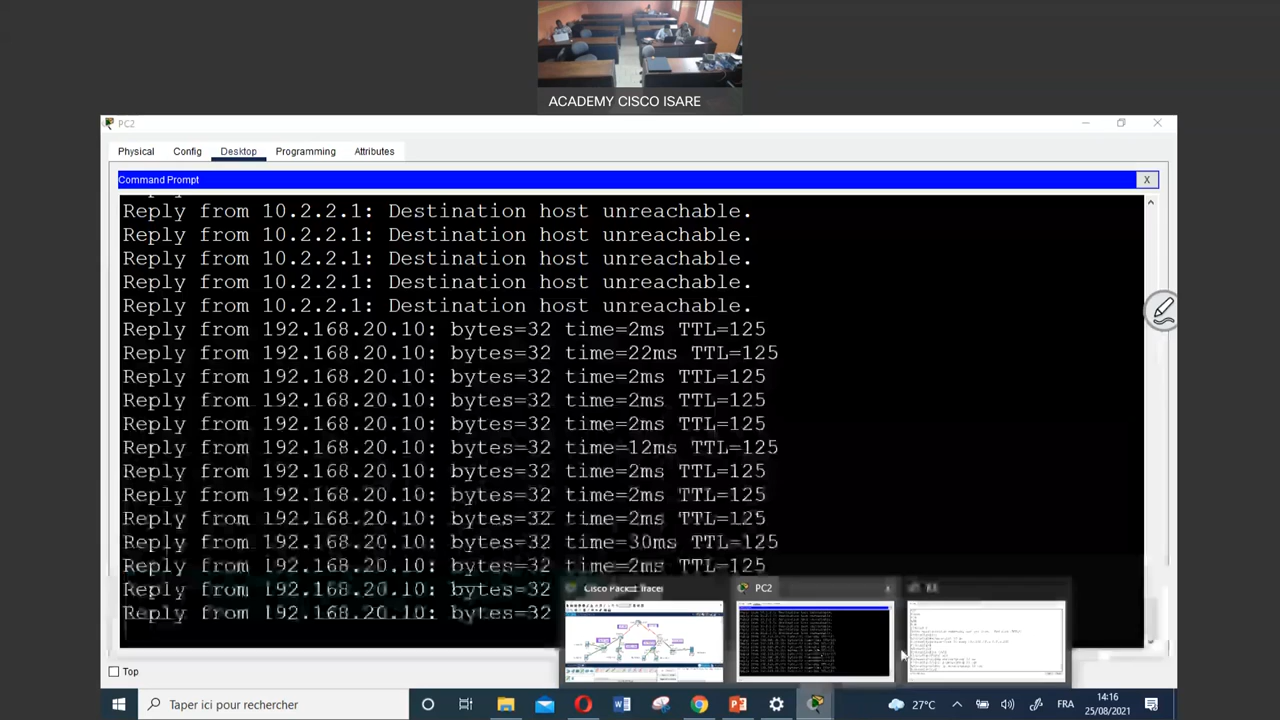 ACADEMY CISCO ISARE
PC2
Physical Config Desktop Programming Attributes
Command Prompt X
Reply from 10.2.2.1: Destination host unreachable.
Reply from 10.2.2.1: Destination host unreachable.
Reply from 10.2.2.1: Destination host unreachable.
Reply from 10.2.2.1: Destination host unreachable.
Reply from 10.2.2.1: Destination host unreachable.
Reply from 192.168.20.10: bytes=32 time=2ms TTL=125
Reply from 192.168.20.10: bytes=32 time=22ms TTL=125
Reply from 192.168.20.10: bytes=32 time=2ms TTL=125
Reply from 192.168.20.10: bytes=32 time=2ms TTL=125
Reply from 192.168.20.10: bytes=32 time=2ms TTL=125
Reply from 192.168.20.10: bytes=32 time=12ms TTL=125
Reply from 192.168.20.10: bytes=32 time=2ms TTL=125
Reply from 192.168.20.10: bytes=32 time=2ms TTL=125
Reply from 192.168.20.10: bytes=32 time=2ms TTL=125
Reply from 192.168.20.10: bytes=32 time=30ms TTL=125
Reply from 192.168.20.10: bytes=32 time=2ms TTL=125
Reply from 192.168.20.10: bytes=32
Reply from 192.168.20.10: bytes=32
Cisco Packet Tracer PC2
Top
Taper ici pour rechercher
27°C FRA
14:16
25/08/2021